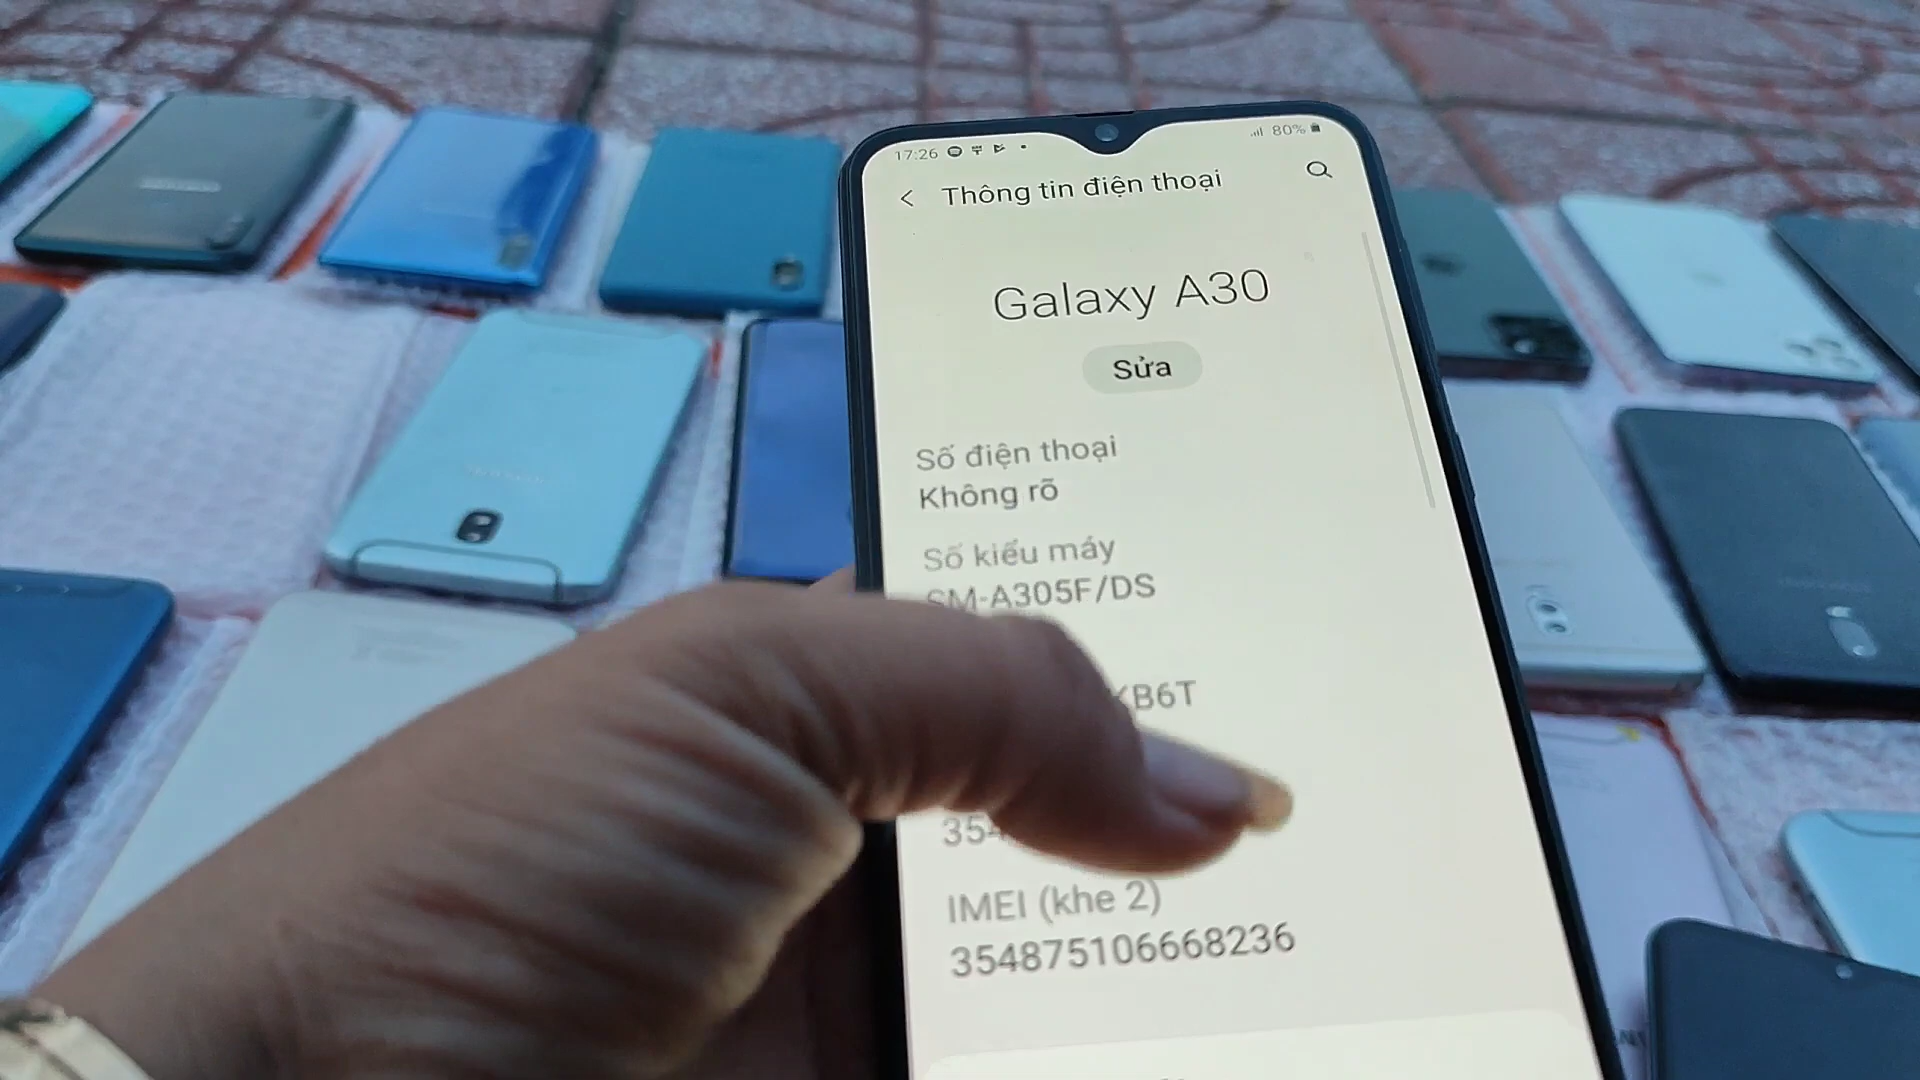 17:26 80%
Thông tin điện thoại
Galaxy A30
Sửa
Số điện thoại
Không rõ
Số kiểu máy
SM-A305F/DS
KB6T
354
IMEI (khe 2)
354875106668236